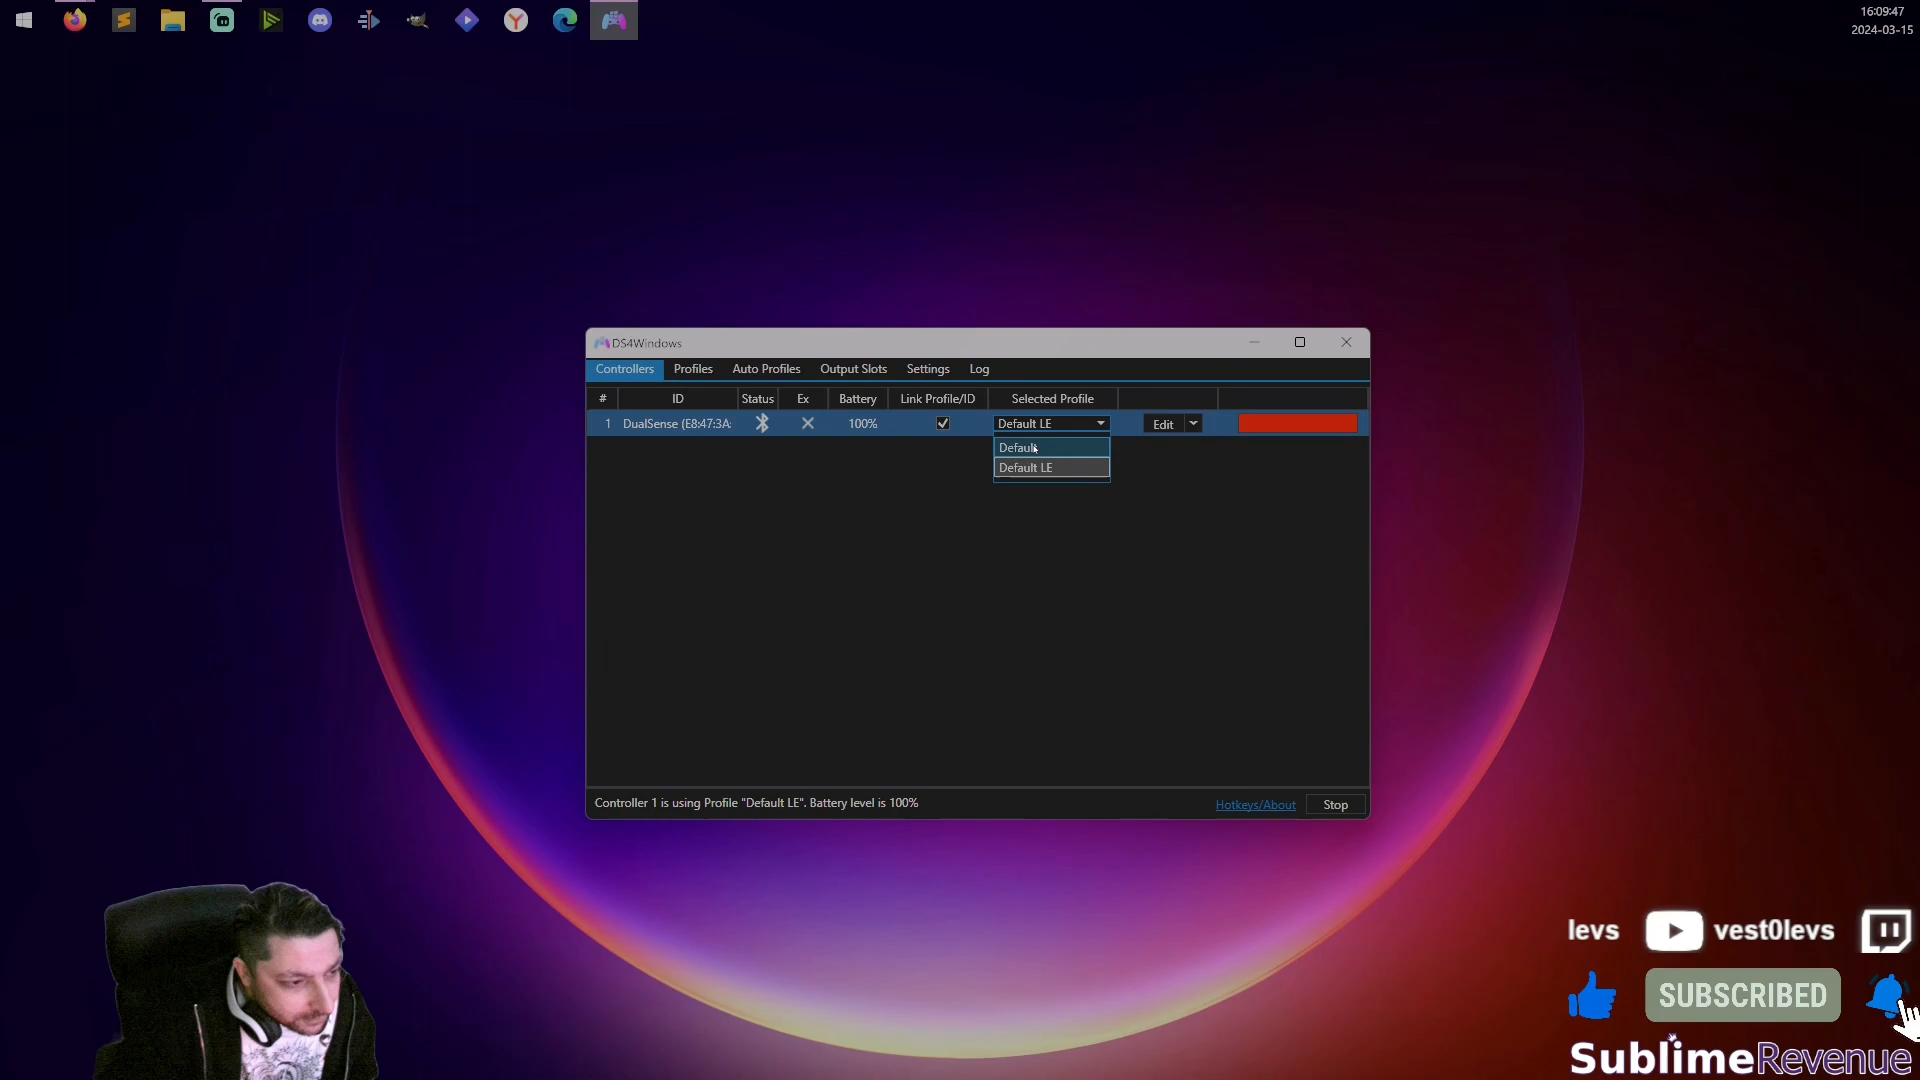 16:09:47
2024-03-15
DS4Windows
Controllers Profiles Auto Profiles Output Slots Settings Log
# ID Status Ex Battery Link Profile/ID Selected Profile
1 DualSense (E8:47:3A: 100% Default LE Edit
Default
Default LE
Controller 1 is using Profile "Default LE". Battery level is 100%
Hotkeys/About Stop
levs vest0levs
SUBSCRIBED
SublimeRevenue